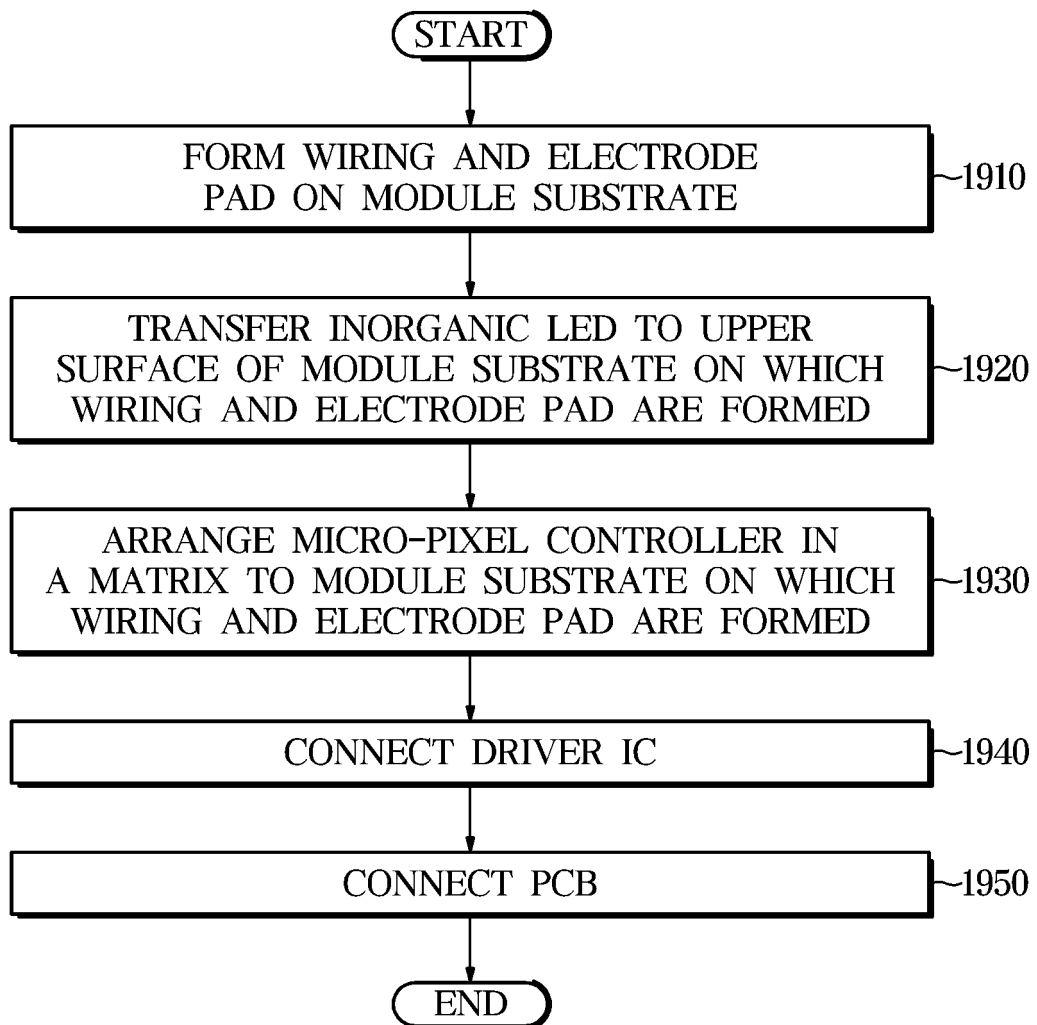 START
FORM WIRING AND ELECTRODE
PAD ON MODULE SUBSTRATE
1910
TRANSFER INORGANIC LED TO UPPER
SURFACE OF MODULE SUBSTRATE ON WHICH
WIRING AND ELECTRODE PAD ARE FORMED
1920
ARRANGE MICRO-PIXEL CONTROLLER IN
A MATRIX TO MODULE SUBSTRATE ON WHICH
WIRING AND ELECTRODE PAD ARE FORMED
1930
CONNECT DRIVER IC
1940
CONNECT PCB
1950
END